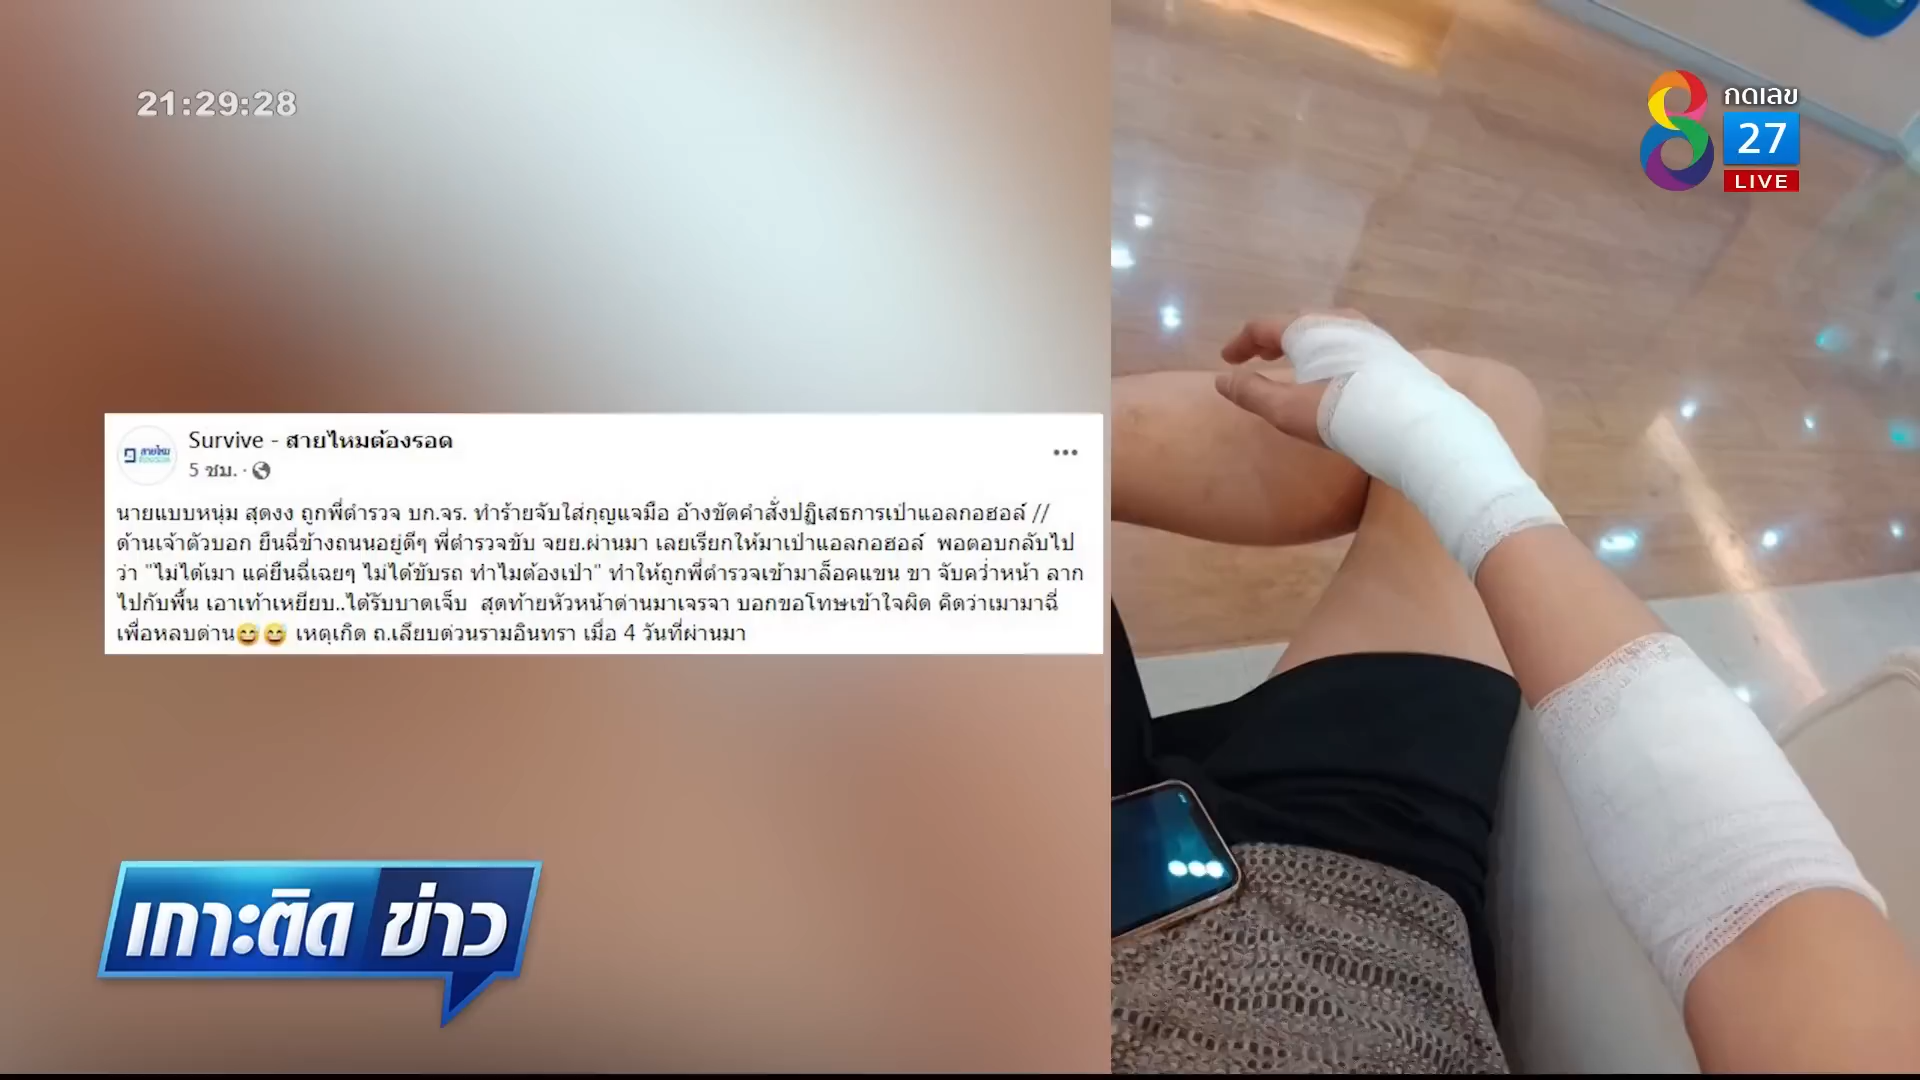 21:29:28
กดเลข
27
LIVE
Survive - สายไหมต้องรอด
5 ชม. ·
นายแบบหนุ่ม สุดงง ถูกพี่ตำรวจ บก.จร. ทำร้ายจับใส่กุญแจมือ อ้างขัดคำสั่งปฏิเสธการเป่าแอลกอฮอล์ //
ด้านเจ้าตัวบอก ยืนฉี่ข้างถนนอยู่ดีๆ พี่ตำรวจขับ จยย.ผ่านมา เลยเรียกให้มาเป่าแอลกอฮอล์ พอตอบกลับไป
ว่า "ไม่ได้เมา แค่ยืนฉี่เฉยๆ ไม่ได้ขับรถ ทำไมต้องเป่า" ทำให้ถูกพี่ตำรวจเข้ามาล็อคแขน ขา จับคว่ำหน้า ลาก
ไปกับพื้น เอาเท้าเหยียบ..ได้รับบาดเจ็บ สุดท้ายหัวหน้าด่านมาเจรจา บอกขอโทษเข้าใจผิด คิดว่าเมามาฉี่
เพื่อหลบด่าน😅😅 เหตุเกิด ถ.เลียบด่วนรามอินทรา เมื่อ 4 วันที่ผ่านมา
เกาะติด ข่าว